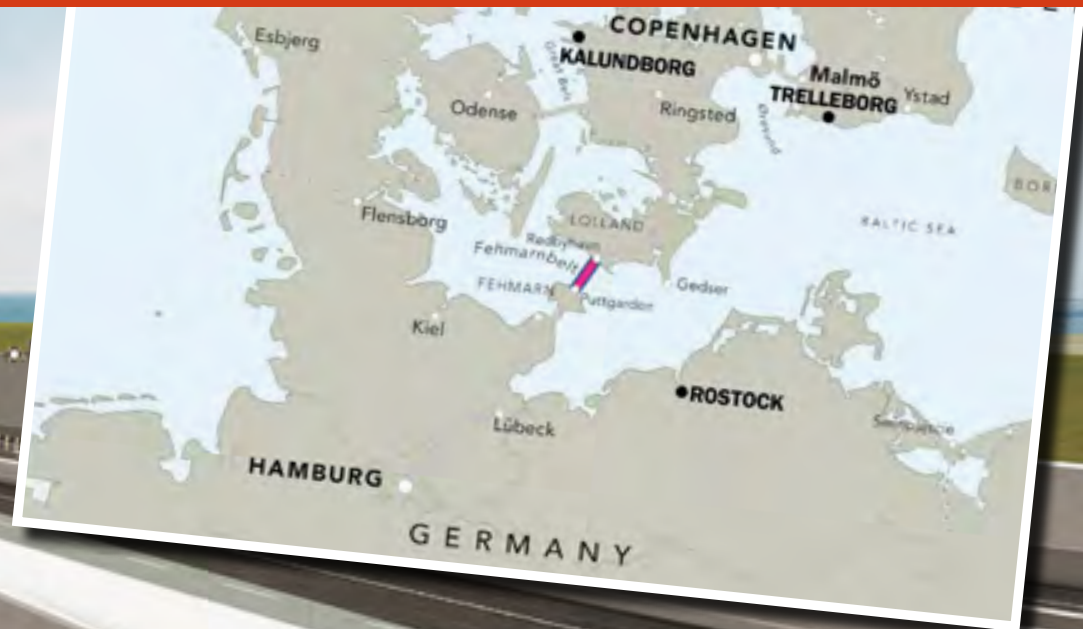 COPENHAGEN
Esbjerg
KALUNDBORG
Great Belt
Malmö
TRELLEBORG
Ystad
Odense
Ringsted
Øresund
BOR
Flensborg
LOLLAND
BALTIC SEA
Rødbyhavn
Fehmarnbelt
FEHMARN
Puttgarden
Gedser
Kiel
ROSTOCK
Lübeck
HAMBURG
GERMANY